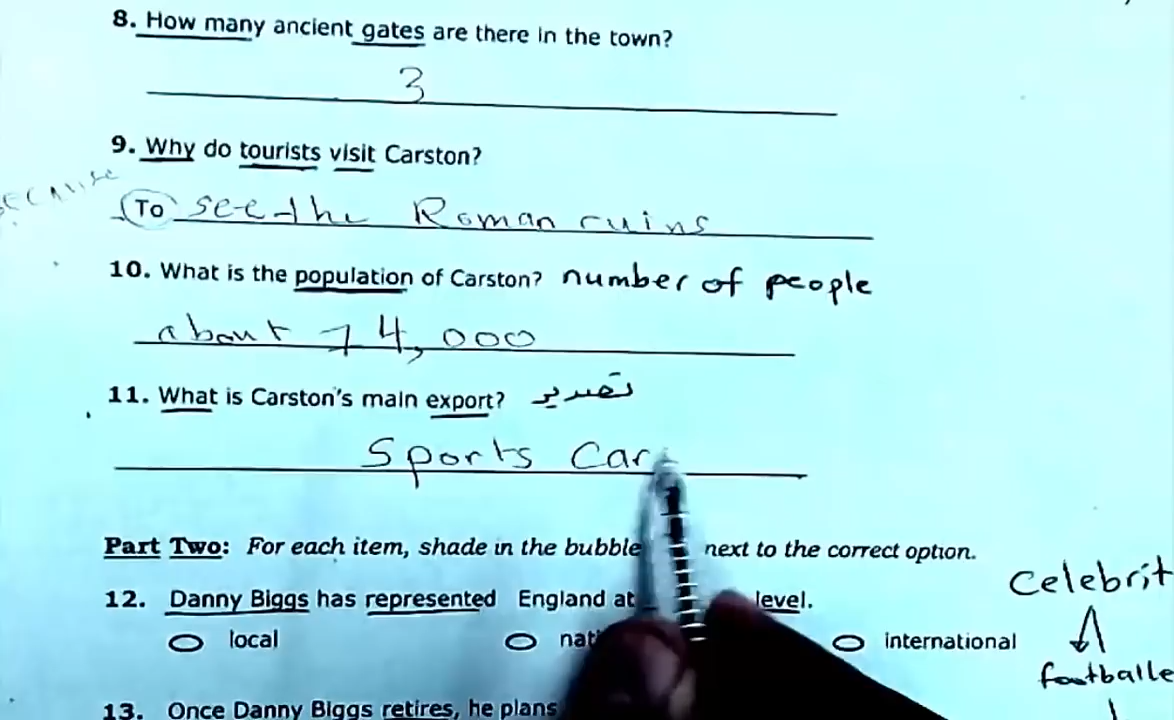 8. How many ancient gates are there in the town?
3
9. Why do tourists visit Carston?
To see the Roman ruins
10. What is the population of Carston? number of people
about 74,000
11. What is Carston's main export? تصدير
Sports Car
Part Two: For each item, shade in the bubble next to the correct option.
12. Danny Biggs has represented England at level.
local
international
Celebrit
footballe
13. Once Danny Biggs retires, he plans